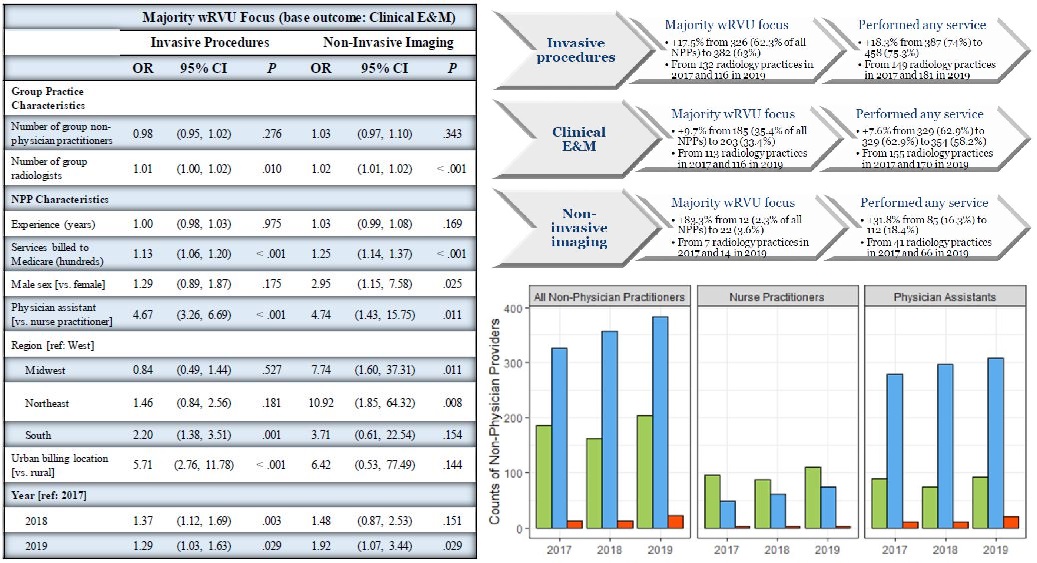 Majority wRVU Focus (base outcome: Clinical E&M)
Invasive Procedures Non-Invasive Imaging
OR 95% CI P OR 95% CI P
Group Practice
Characteristics
Number of group non-
physician practitioners 0.98 (0.95, 1.02) .276 1.03 (0.97, 1.10) .343
Number of group
radiologists 1.01 (1.00, 1.02) .010 1.02 (1.01, 1.02) < .001
NPP Characteristics
Experience (years) 1.00 (0.98, 1.03) .975 1.03 (0.99, 1.08) .169
Services billed to
Medicare (hundreds) 1.13 (1.06, 1.20) < .001 1.25 (1.14, 1.37) < .001
Male sex [vs. female] 1.29 (0.89, 1.87) .175 2.95 (1.15, 7.58) .025
Physician assistant
[vs. nurse practitioner] 4.67 (3.26, 6.69) < .001 4.74 (1.43, 15.75) .011
Region [ref: West]
Midwest 0.84 (0.49, 1.44) .527 7.74 (1.60, 37.31) .011
Northeast 1.46 (0.84, 2.56) .181 10.92 (1.85, 64.32) .008
South 2.20 (1.38, 3.51) .001 3.71 (0.61, 22.54) .154
Urban billing location
[vs. rural] 5.71 (2.76, 11.78) < .001 6.42 (0.53, 77.49) .144
Year [ref: 2017]
2018 1.37 (1.12, 1.69) .003 1.48 (0.87, 2.53) .151
2019 1.29 (1.03, 1.63) .029 1.92 (1.07, 3.44) .029
Invasive
procedures
Majority wRVU focus
• +17.5% from 326 (62.3% of all
NPPs) to 382 (63%)
• From 132 radiology practices in
2017 and 116 in 2019
Performed any service
• +18.3% from 387 (74%) to
458 (75.3%)
• From 149 radiology practices
in 2017 and 181 in 2019
Clinical
E&M
Majority wRVU focus
• +9.7% from 185 (35.4% of all
NPPs) to 203 (33.4%)
• From 113 radiology practices
in 2017 and 116 in 2019
Performed any service
• +7.6% from 329 (62.9%) to
329 (62.9%) to 354 (58.2%)
• From 155 radiology practices
in 2017 and 170 in 2019
Non-
invasive
imaging
Majority wRVU focus
• +83.3% from 12 (2.3% of all
NPPs) to 22 (3.6%)
• From 7 radiology practices in
2017 and 14 in 2019
Performed any service
• +31.8% from 85 (16.3%) to
112 (18.4%)
• From 41 radiology practices
in 2017 and 66 in 2019
All Non-Physician Practitioners Nurse Practitioners Physician Assistants
Counts of Non-Physician Providers
400
300
200
100
0
2017 2018 2019 2017 2018 2019 2017 2018 2019